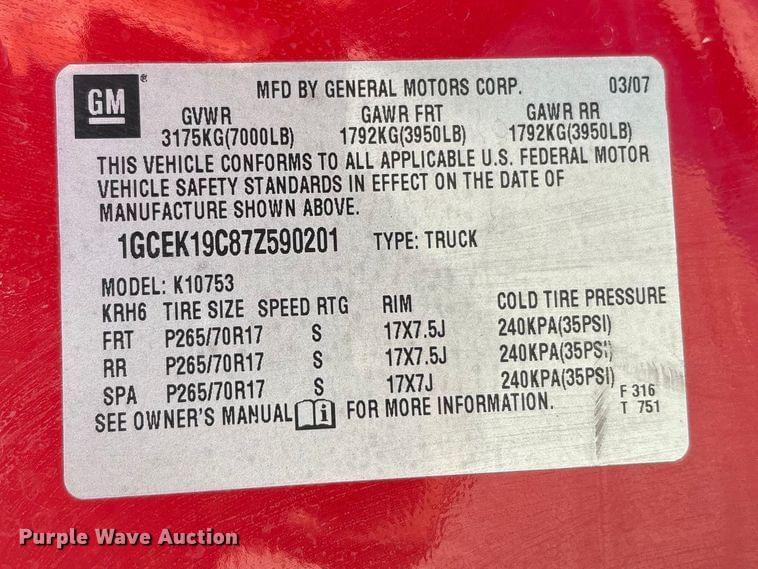 GM ®
MFD BY GENERAL MOTORS CORP. 03/07
GVWR GAWR FRT GAWR RR
3175KG(7000LB) 1792KG(3950LB) 1792KG(3950LB)
THIS VEHICLE CONFORMS TO ALL APPLICABLE U.S. FEDERAL MOTOR
VEHICLE SAFETY STANDARDS IN EFFECT ON THE DATE OF
MANUFACTURE SHOWN ABOVE.
1GCEK19C87Z590201 TYPE: TRUCK
MODEL: K10753
KRH6 TIRE SIZE SPEED RTG RIM COLD TIRE PRESSURE
FRT P265/70R17 S 17X7.5J 240KPA(35PSI)
RR P265/70R17 S 17X7.5J 240KPA(35PSI)
SPA P265/70R17 S 17X7J 240KPA(35PSI)
SEE OWNER'S MANUAL i FOR MORE INFORMATION.
F 316
T 751
Purple Wave Auction